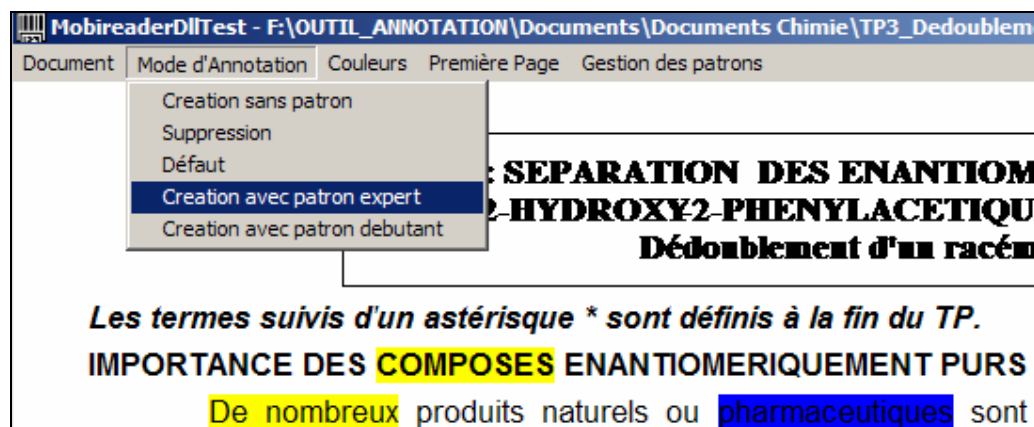 MobireaderDllTest - F:\OUTIL_ANNOTATION\Documents\Documents Chimie\TP3_Dedoublem
Document Mode d'Annotation Couleurs Première Page Gestion des patrons
Creation sans patron
Suppression
Défaut
Creation avec patron expert
Creation avec patron debutant
: SEPARATION DES ENANTIOM
2-HYDROXY2-PHENYLACETIQU
Dédoublement d'un racém
Les termes suivis d'un astérisque * sont définis à la fin du TP.
IMPORTANCE DES COMPOSES ENANTIOMERIQUEMENT PURS
De nombreux produits naturels ou pharmaceutiques sont